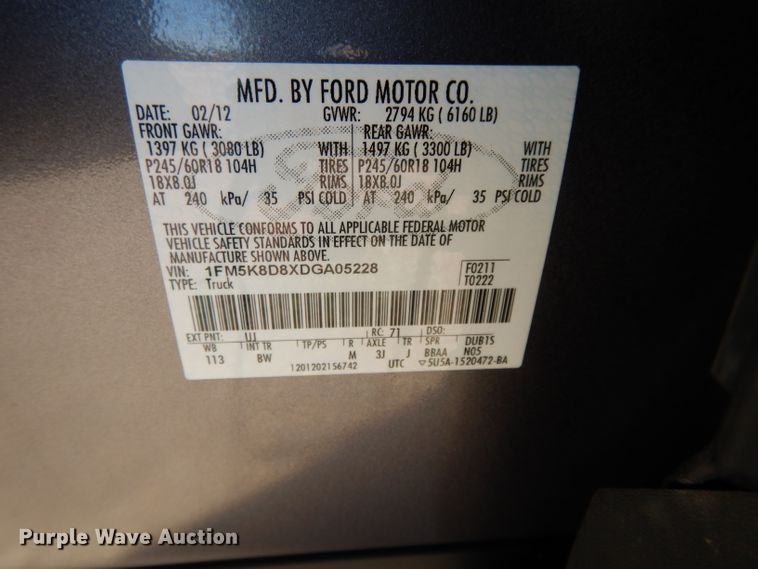 MFD. BY FORD MOTOR CO.
DATE: 02/12 GVWR: 2794 KG ( 6160 LB)
FRONT GAWR: REAR GAWR:
1397 KG ( 3080 LB) WITH 1497 KG ( 3300 LB) WITH
P245/60R18 104H TIRES P245/60R18 104H TIRES
18X8.0J RIMS 18X8.0J RIMS
AT 240 kPa/ 35 PSI COLD AT 240 kPa/ 35 PSI COLD
Ford
THIS VEHICLE CONFORMS TO ALL APPLICABLE FEDERAL MOTOR
VEHICLE SAFETY STANDARDS IN EFFECT ON THE DATE OF
MANUFACTURE SHOWN ABOVE.
VIN: 1FM5K8D8XDGA05228 F0211
TYPE: Truck T0222
EXT PNT: UJ RC: 71 DSO:
WB INT TR TP/PS R AXLE TR SPR DUB1S
113 BW M 3J J BBAA N05
1201202156742 UTC ▽5U5A-1520472-BA
Purple Wave Auction